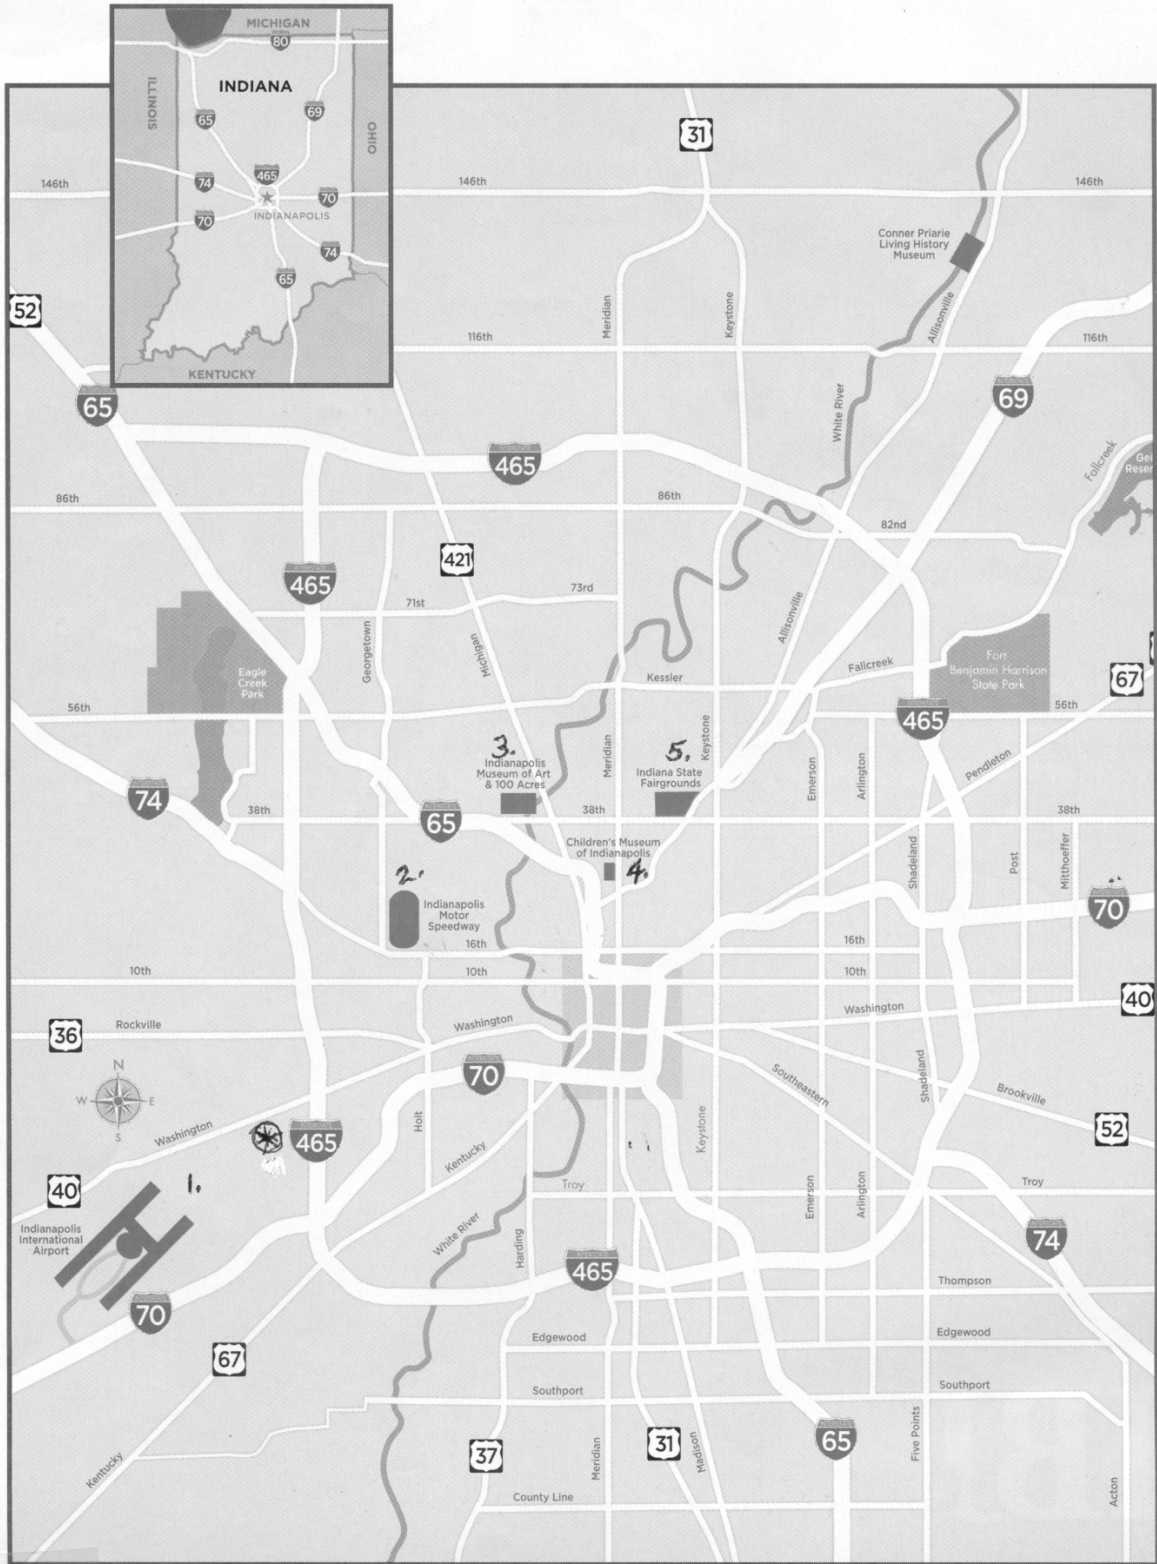 MICHIGAN
80
INDIANA
ILLINOIS
OHIO
65
69
74
465
70
INDIANAPOLIS
70
74
65
KENTUCKY
31
146th
146th
146th
Conner Priarie
Living History
Museum
52
Meridian
Keystone
Allisonville
116th
116th
65
69
White River
465
Fallcreek
Gei
Reser
86th
86th
82nd
421
465
73rd
71st
Georgetown
Michigan
Allisonville
Eagle
Creek
Park
Kessler
Fallcreek
Fort
Benjamin Harrison
State Park
67
56th
56th
465
3.
Indianapolis
Museum of Art
& 100 Acres
Meridian
5.
Indiana State
Fairgrounds
Keystone
Emerson
Arlington
Pendleton
74
38th
65
38th
38th
Children's Museum
of Indianapolis
4.
2.
Indianapolis
Motor
Speedway
Shadeland
Post
Mitthoeffer
70
16th
16th
10th
10th
10th
40
36
Rockville
Washington
Washington
N
W
E
S
70
Southeastern
Shadeland
Brookville
52
Washington
465
Holt
Kentucky
Keystone
40
1.
Indianapolis
International
Airport
Troy
Emerson
Arlington
Troy
White River
Harding
74
465
70
Thompson
67
Edgewood
Edgewood
Southport
Southport
37
Meridian
31
Madison
65
Five Points
Kentucky
County Line
Acton